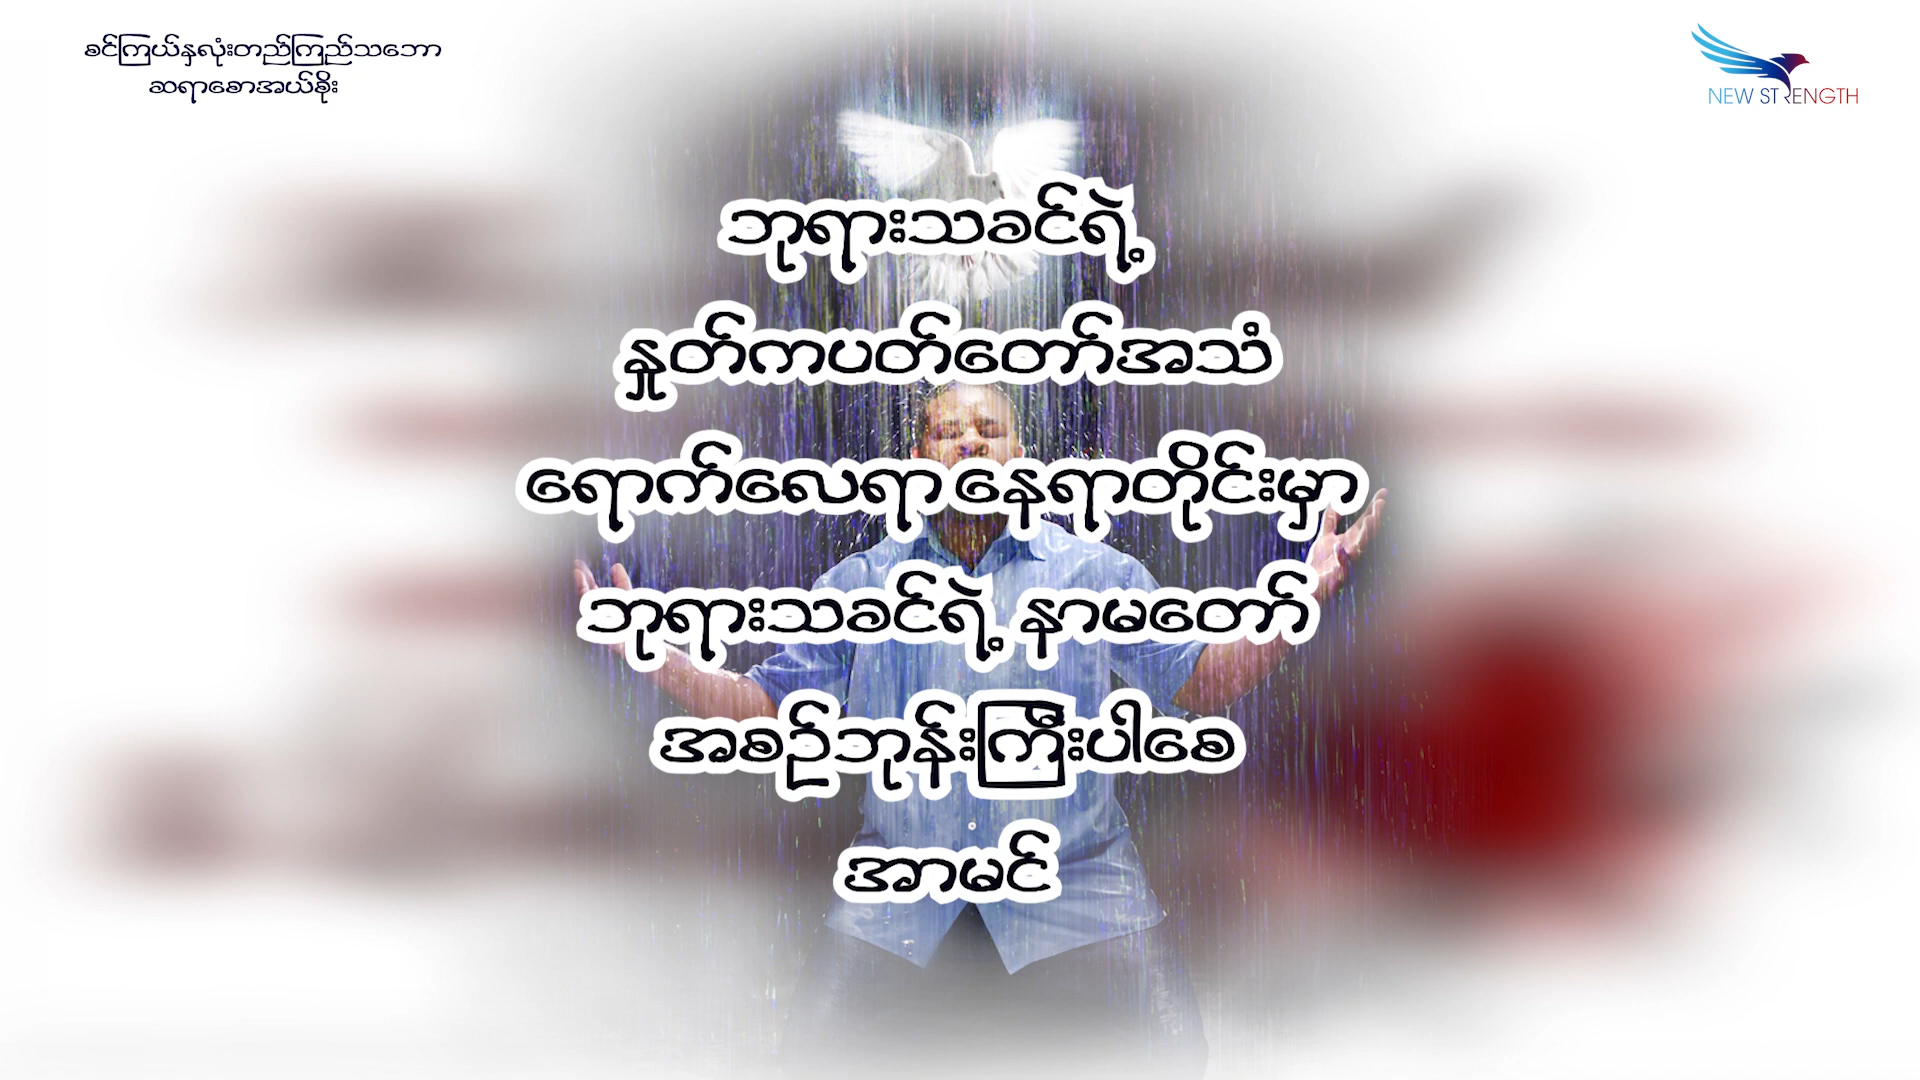 စင်ကြယ်နှလုံးတည်ကြည်သဘော
ဆရာစောအယ်ခိုး
NEW STRENGTH
ဘုရားသခင်ရဲ့
နှုတ်ကပတ်တော်အသံ
ရောက်လေရာ နေရာတိုင်းမှာ
ဘုရားသခင်ရဲ့ နာမတော်
အစဉ်ဘုန်းကြီးပါစေ
အာမင်